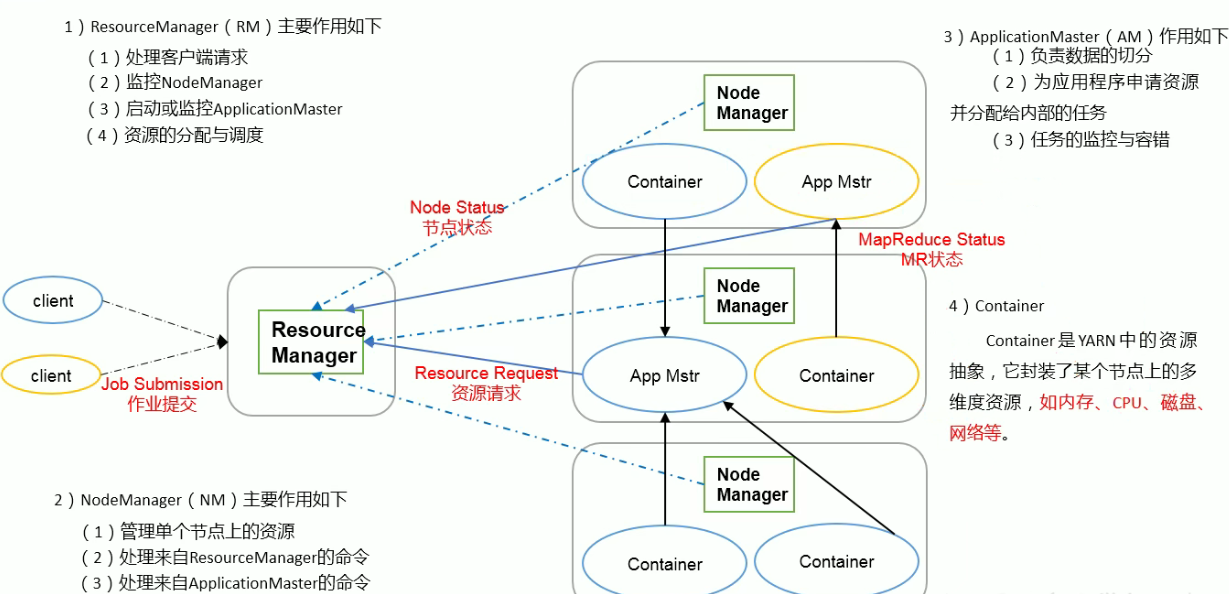 1）ResourceManager（RM）主要作用如下
（1）处理客户端请求
（2）监控NodeManager
（3）启动或监控ApplicationMaster
（4）资源的分配与调度
3）ApplicationMaster（AM）作用如下
（1）负责数据的切分
（2）为应用程序申请资源
并分配给内部的任务
（3）任务的监控与容错
Node
Manager
Container
App Mstr
Node Status
节点状态
MapReduce Status
MR状态
client
client
Job Submission
作业提交
Resource
Manager
Node
Manager
Resource Request
资源请求
App Mstr
Container
4）Container
Container是YARN中的资源
抽象，它封装了某个节点上的多
维度资源，如内存、CPU、磁盘、
网络等。
Node
Manager
Container
Container
2）NodeManager（NM）主要作用如下
（1）管理单个节点上的资源
（2）处理来自ResourceManager的命令
（3）处理来自ApplicationMaster的命令